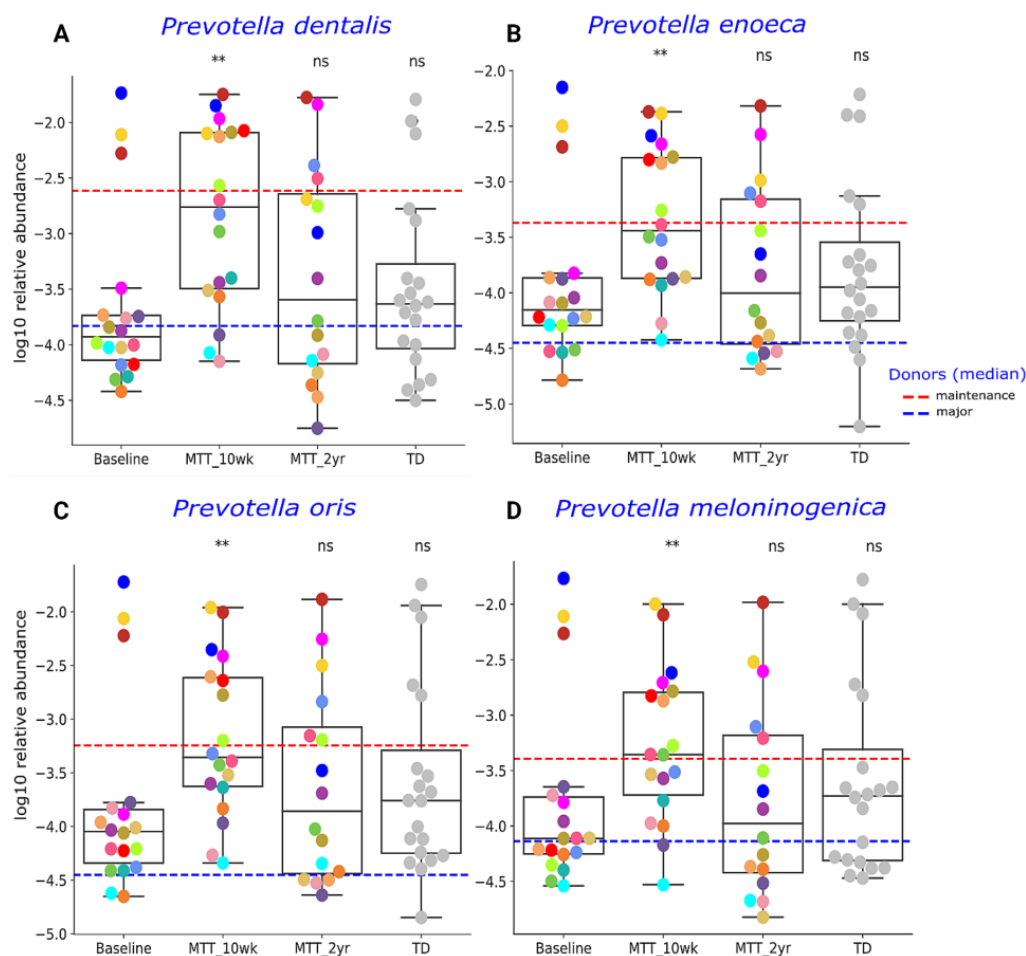 A
Prevotella dentalis
** ns ns
log10 relative abundance
−2.0
−2.5
−3.0
−3.5
−4.0
−4.5
Baseline MTT_10wk MTT_2yr TD
B
Prevotella enoeca
** ns ns
−2.0
−2.5
−3.0
−3.5
−4.0
−4.5
−5.0
Baseline MTT_10wk MTT_2yr TD
Donors (median)
maintenance
major
C
Prevotella oris
** ns ns
log10 relative abundance
−2.0
−2.5
−3.0
−3.5
−4.0
−4.5
−5.0
Baseline MTT_10wk MTT_2yr TD
D
Prevotella meloninogenica
** ns ns
−2.0
−2.5
−3.0
−3.5
−4.0
−4.5
Baseline MTT_10wk MTT_2yr TD